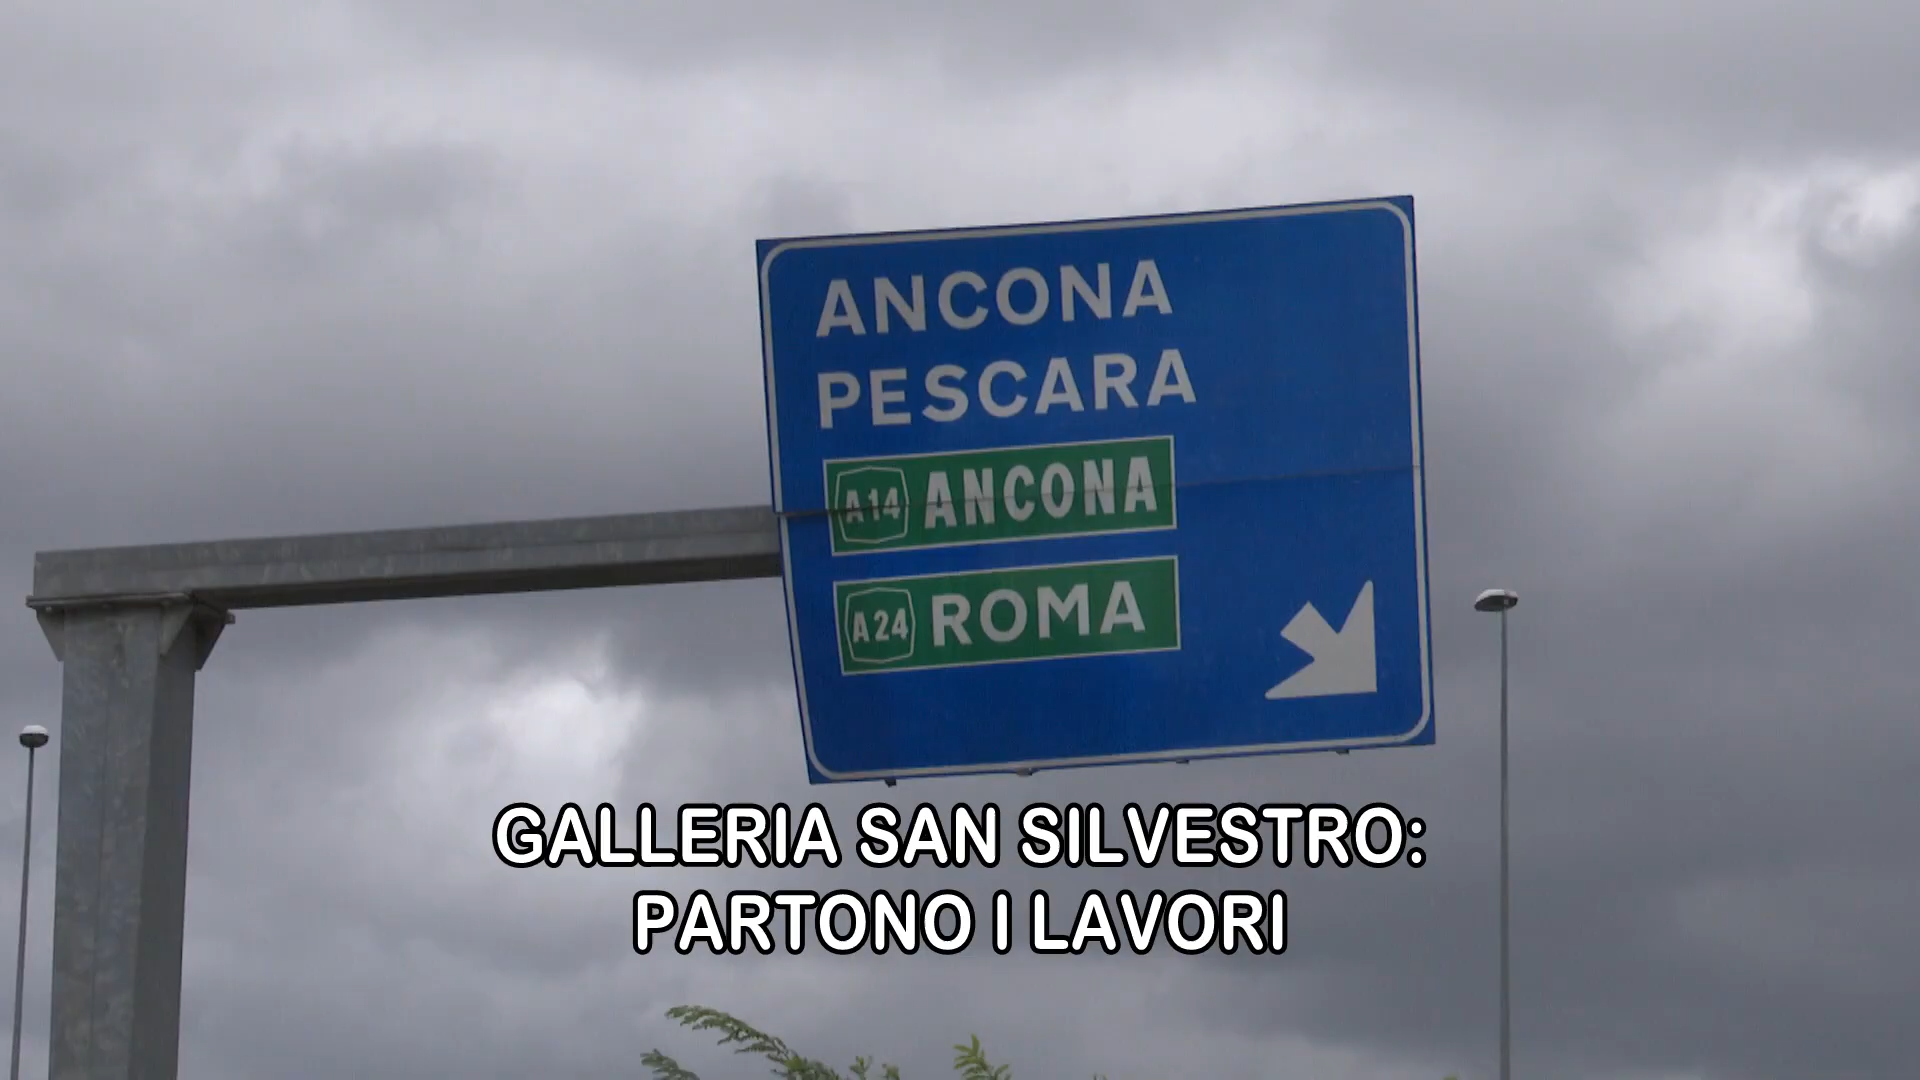 ANCONA
PESCARA
A14 ANCONA
A24 ROMA
GALLERIA SAN SILVESTRO:
PARTONO I LAVORI